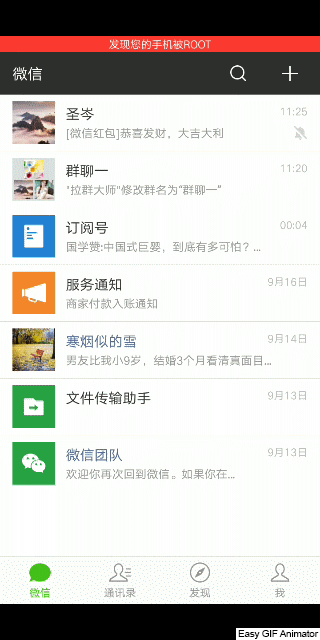 发现您的手机被ROOT
微信
圣岑 11:25
[微信红包]恭喜发财，大吉大利
群聊一 11:20
"拉群大师"修改群名为“群聊一”
订阅号 00:04
国学赞:中国式巨婴，到底有多可怕？...
服务通知 9月16日
商家付款入账通知
寒烟似的雪 9月14日
男友比我小9岁，结婚3个月看清真面目...
文件传输助手 9月13日
微信团队 9月13日
欢迎你再次回到微信。如果你在...
微信 通讯录 发现 我
Easy GIF Animator